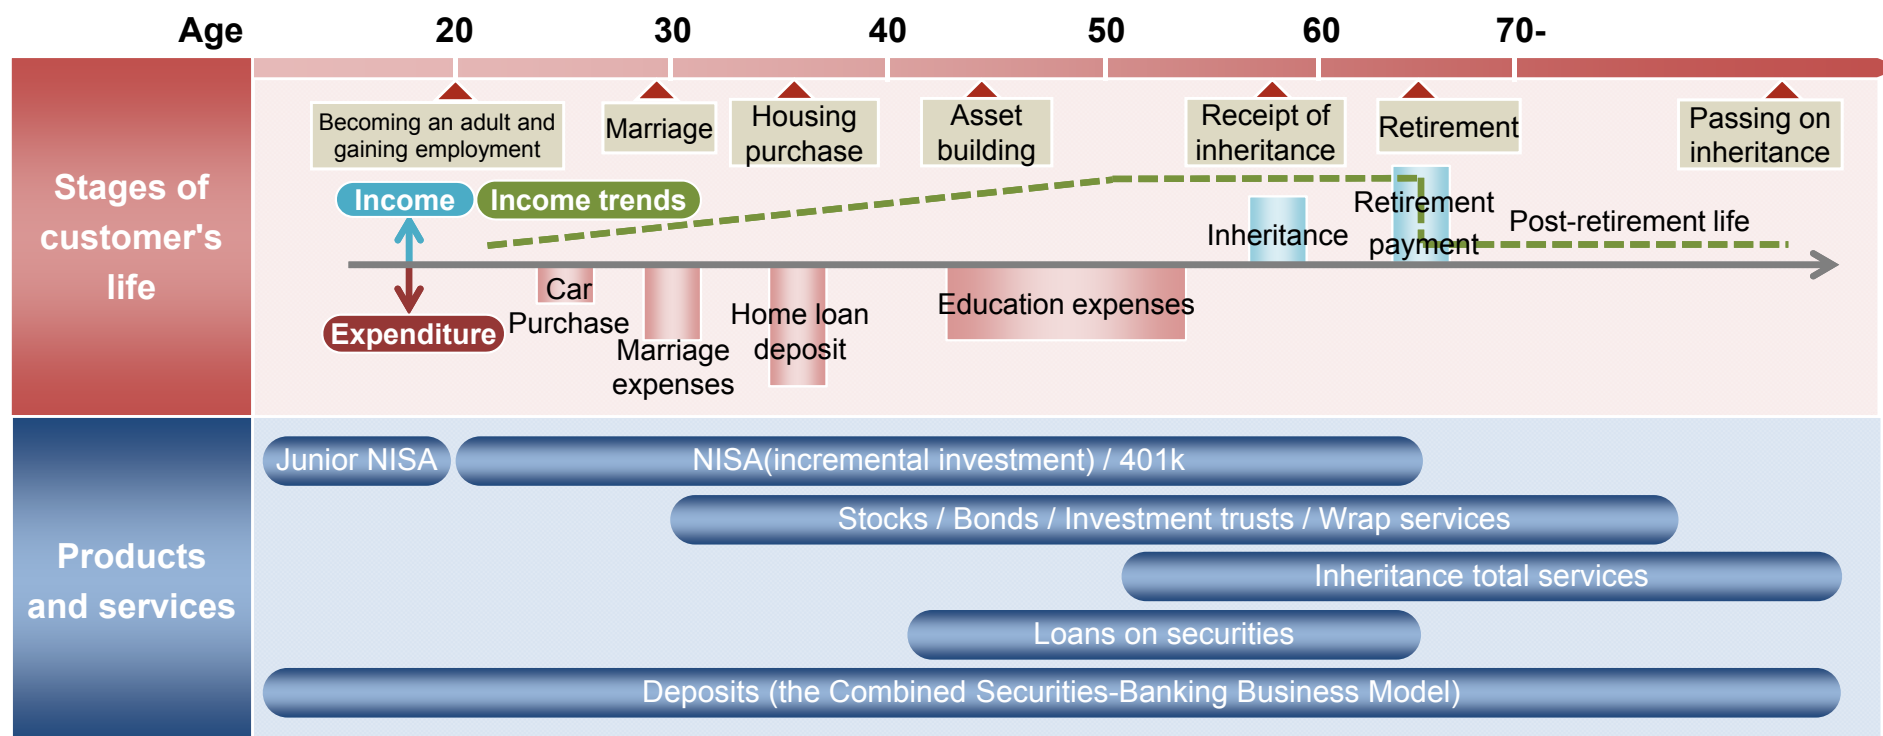 Age 20 30 40 50 60 70-
Stages of
customer's
life
Becoming an adult and
gaining employment
Marriage
Housing
purchase
Asset
building
Receipt of
inheritance
Retirement
Passing on
inheritance
Income
Income trends
Inheritance
Retirement
payment
Post-retirement life
Expenditure
Car
Purchase
Marriage
expenses
Home loan
deposit
Education expenses
Products
and services
Junior NISA
NISA(incremental investment) / 401k
Stocks / Bonds / Investment trusts / Wrap services
Inheritance total services
Loans on securities
Deposits (the Combined Securities-Banking Business Model)